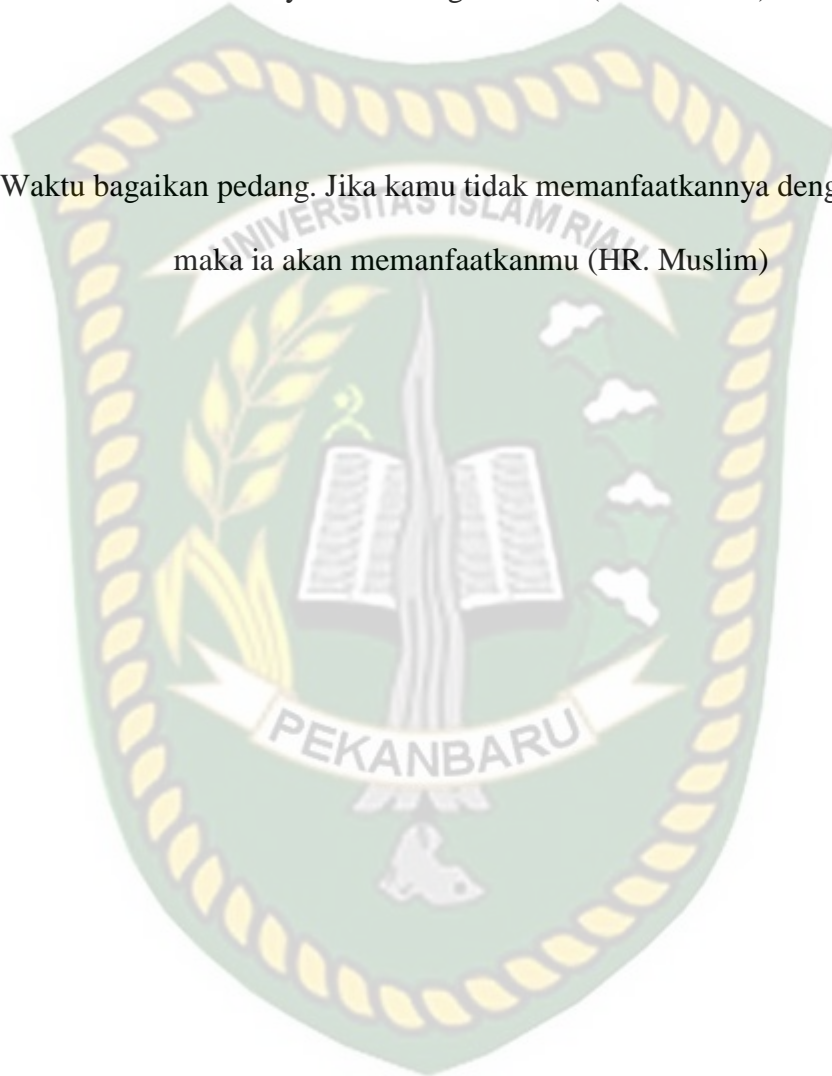 Waktu bagaikan pedang. Jika kamu tidak memanfaatkannya deng
UNIVERSITAS ISLAM RIAU
maka ia akan memanfaatkanmu (HR. Muslim)
PEKANBARU